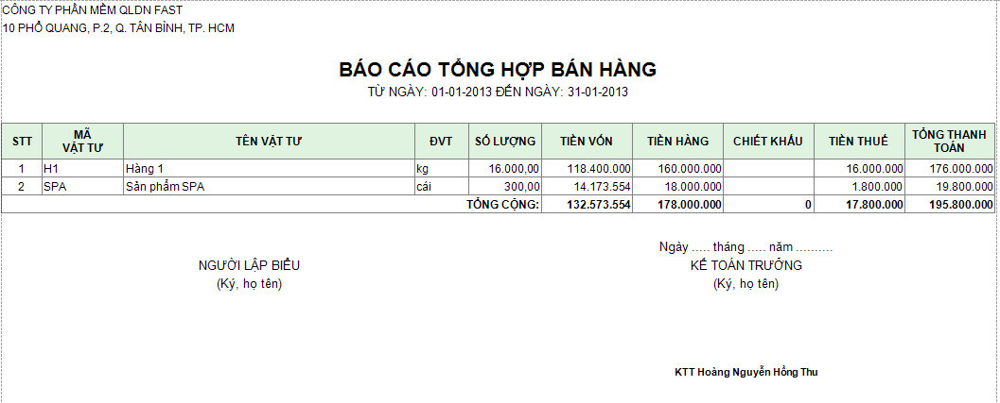 CÔNG TY PHẦN MỀM QLDN FAST
10 PHỔ QUANG, P.2, Q. TÂN BÌNH, TP. HCM
BÁO CÁO TỔNG HỢP BÁN HÀNG
TỪ NGÀY: 01-01-2013 ĐẾN NGÀY: 31-01-2013
STT MÃ VẬT TƯ TÊN VẬT TƯ ĐVT SỐ LƯỢNG TIỀN VỐN TIỀN HÀNG CHIẾT KHẤU TIỀN THUẾ TỔNG THANH TOÁN
1 H1 Hàng 1 kg 16.000,00 118.400.000 160.000.000 16.000.000 176.000.000
2 SPA Sản phẩm SPA cái 300,00 14.173.554 18.000.000 1.800.000 19.800.000
TỔNG CỘNG: 132.573.554 178.000.000 0 17.800.000 195.800.000
Ngày ..... tháng ..... năm ..........
NGƯỜI LẬP BIỂU KẾ TOÁN TRƯỞNG
(Ký, họ tên) (Ký, họ tên)
KTT Hoàng Nguyễn Hồng Thu